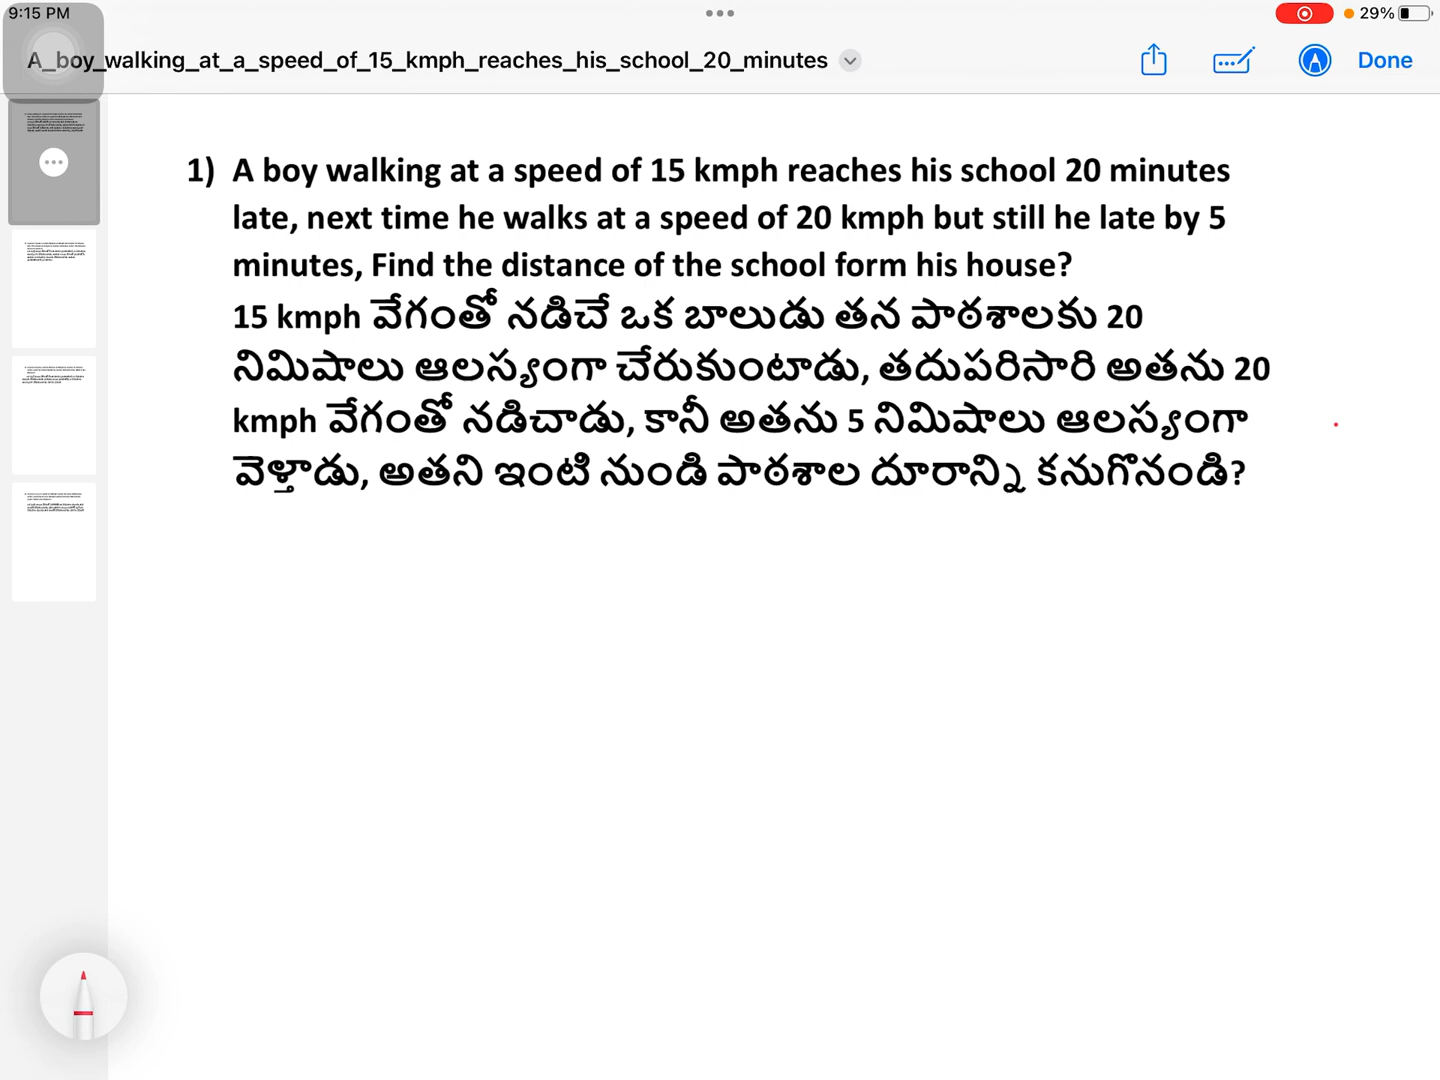 9:15 PM
29%
A_boy_walking_at_a_speed_of_15_kmph_reaches_his_school_20_minutes
Done
1) A boy walking at a speed of 15 kmph reaches his school 20 minutes
late, next time he walks at a speed of 20 kmph but still he late by 5
minutes, Find the distance of the school form his house?
15 kmph వేగంతో నడిచే ఒక బాలుడు తన పాఠశాలకు 20
నిమిషాలు ఆలస్యంగా చేరుకుంటాడు, తదుపరిసారి అతను 20
kmph వేగంతో నడిచాడు, కానీ అతను 5 నిమిషాలు ఆలస్యంగా
వెళ్తాడు, అతని ఇంటి నుండి పాఠశాల దూరాన్ని కనుగొనండి?